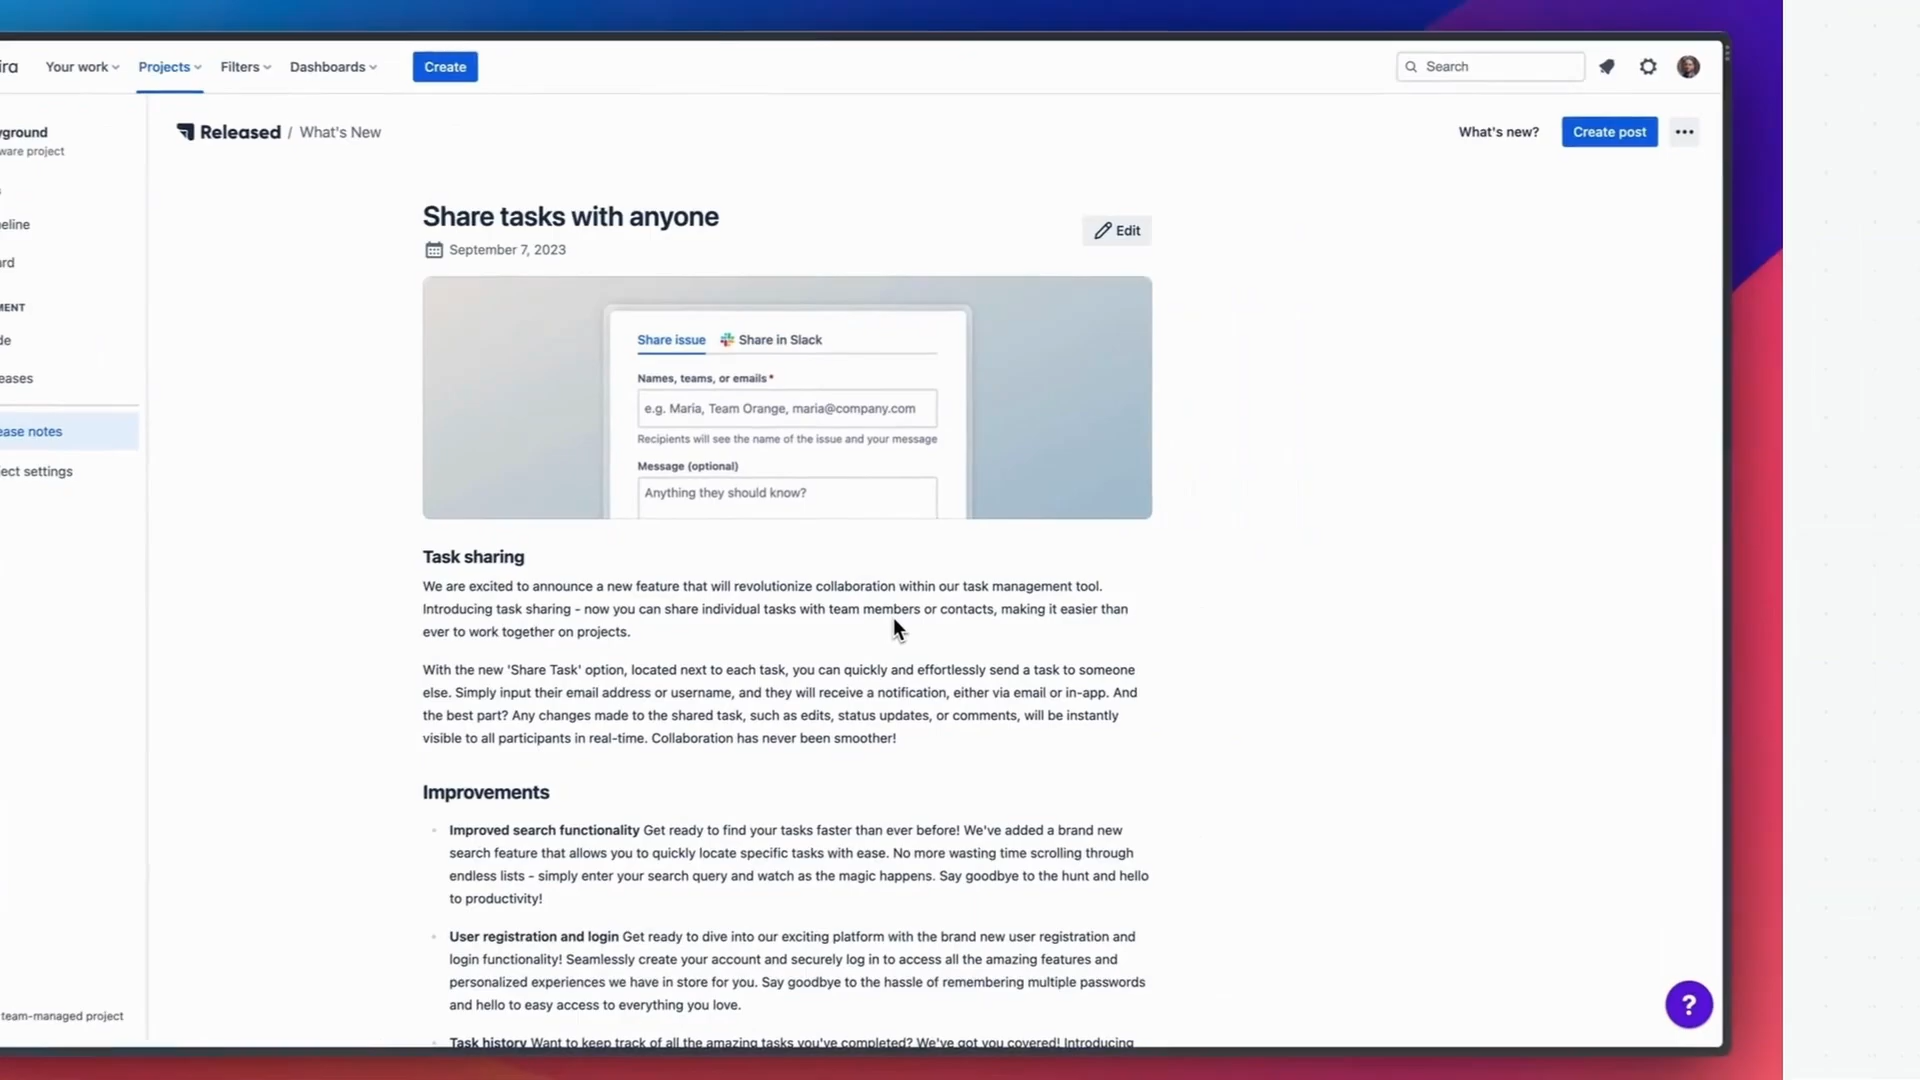 ira Your work Projects Filters Dashboards Create Search
Released / What's New What's new? Create post
yground
ware project
eline
ard
MENT
de
eases
ease notes
ect settings
team-managed project
Share tasks with anyone
September 7, 2023
Edit
Share issue Share in Slack
Names, teams, or emails*
e.g. Maria, Team Orange, maria@company.com
Recipients will see the name of the issue and your message
Message (optional)
Anything they should know?
Task sharing
We are excited to announce a new feature that will revolutionize collaboration within our task management tool.
Introducing task sharing - now you can share individual tasks with team members or contacts, making it easier than
ever to work together on projects.
With the new 'Share Task' option, located next to each task, you can quickly and effortlessly send a task to someone
else. Simply input their email address or username, and they will receive a notification, either via email or in-app. And
the best part? Any changes made to the shared task, such as edits, status updates, or comments, will be instantly
visible to all participants in real-time. Collaboration has never been smoother!
Improvements
Improved search functionality Get ready to find your tasks faster than ever before! We've added a brand new
search feature that allows you to quickly locate specific tasks with ease. No more wasting time scrolling through
endless lists - simply enter your search query and watch as the magic happens. Say goodbye to the hunt and hello
to productivity!
User registration and login Get ready to dive into our exciting platform with the brand new user registration and
login functionality! Seamlessly create your account and securely log in to access all the amazing features and
personalized experiences we have in store for you. Say goodbye to the hassle of remembering multiple passwords
and hello to easy access to everything you love.
Task history Want to keep track of all the amazing tasks you've completed? We've got you covered! Introducing
?